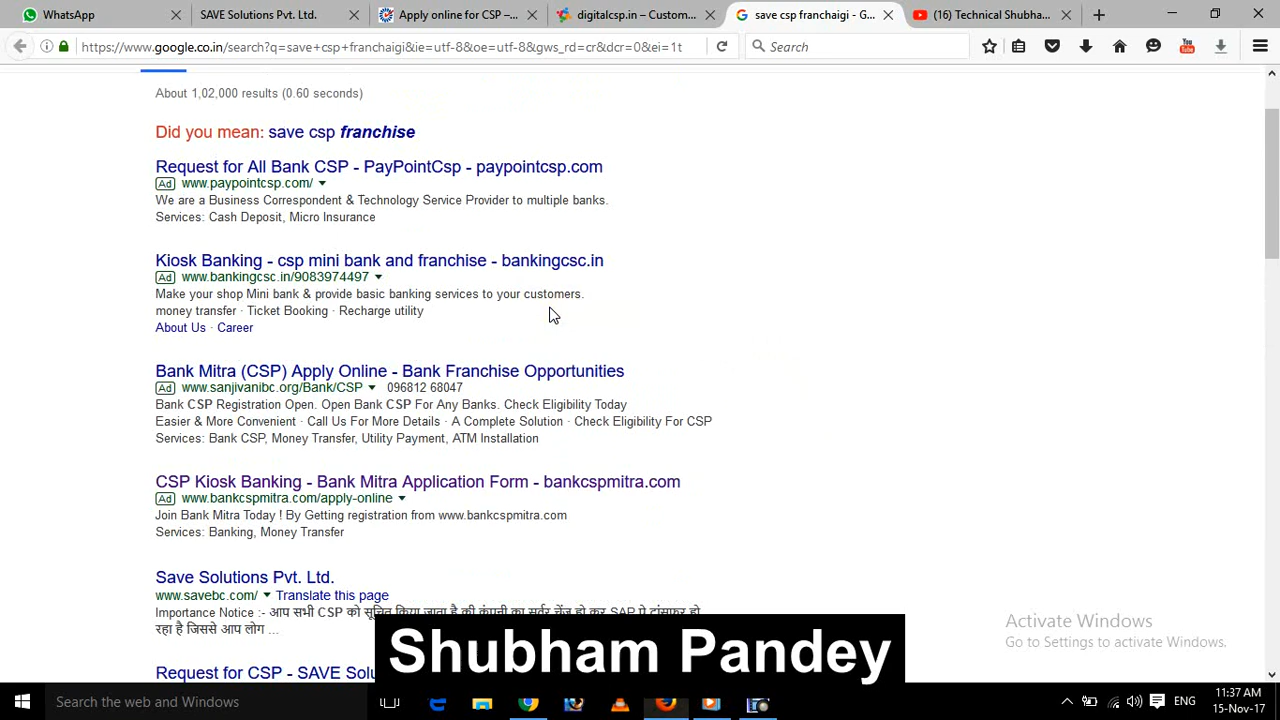 WhatsApp
SAVE Solutions Pvt. Ltd.
Apply online for CSP –...
digitalcsp.in – Custom...
save csp franchaigi - G...
(16) Technical Shubha...
https://www.google.co.in/search?q=save+csp+franchaigi&ie=utf-8&oe=utf-8&gws_rd=cr&dcr=0&ei=1t
Search
About 1,02,000 results (0.60 seconds)
Did you mean: save csp franchise
Request for All Bank CSP - PayPointCsp - paypointcsp.com
Ad www.paypointcsp.com/
We are a Business Correspondent & Technology Service Provider to multiple banks.
Services: Cash Deposit, Micro Insurance
Kiosk Banking - csp mini bank and franchise - bankingcsc.in
Ad www.bankingcsc.in/9083974497
Make your shop Mini bank & provide basic banking services to your customers.
money transfer · Ticket Booking · Recharge utility
About Us · Career
Bank Mitra (CSP) Apply Online - Bank Franchise Opportunities
Ad www.sanjivanibc.org/Bank/CSP 096812 68047
Bank CSP Registration Open. Open Bank CSP For Any Banks. Check Eligibility Today
Easier & More Convenient · Call Us For More Details · A Complete Solution · Check Eligibility For CSP
Services: Bank CSP, Money Transfer, Utility Payment, ATM Installation
CSP Kiosk Banking - Bank Mitra Application Form - bankcspmitra.com
Ad www.bankcspmitra.com/apply-online
Join Bank Mitra Today ! By Getting registration from www.bankcspmitra.com
Services: Banking, Money Transfer
Save Solutions Pvt. Ltd.
www.savebc.com/ Translate this page
Importance Notice :- आप सभी CSP को सूचित किया जाता है की कंपनी का सर्वर चेंज हो कर SAP पे ट्रांसफर हो
रहा है जिससे आप लोग ...
Request for CSP - SAVE Solu
Shubham Pandey
Activate Windows
Go to Settings to activate Windows.
Search the web and Windows
ENG
11:37 AM
15-Nov-17